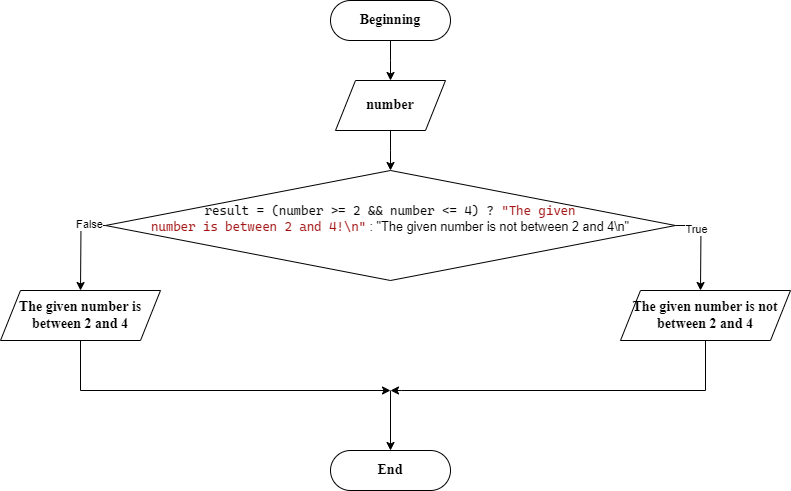 Beginning
number
result = (number >= 2 && number <= 4) ? "The given
number is between 2 and 4!\n" : "The given number is not between 2 and 4\n"
False
True
The given number is
between 2 and 4
The given number is not
between 2 and 4
End